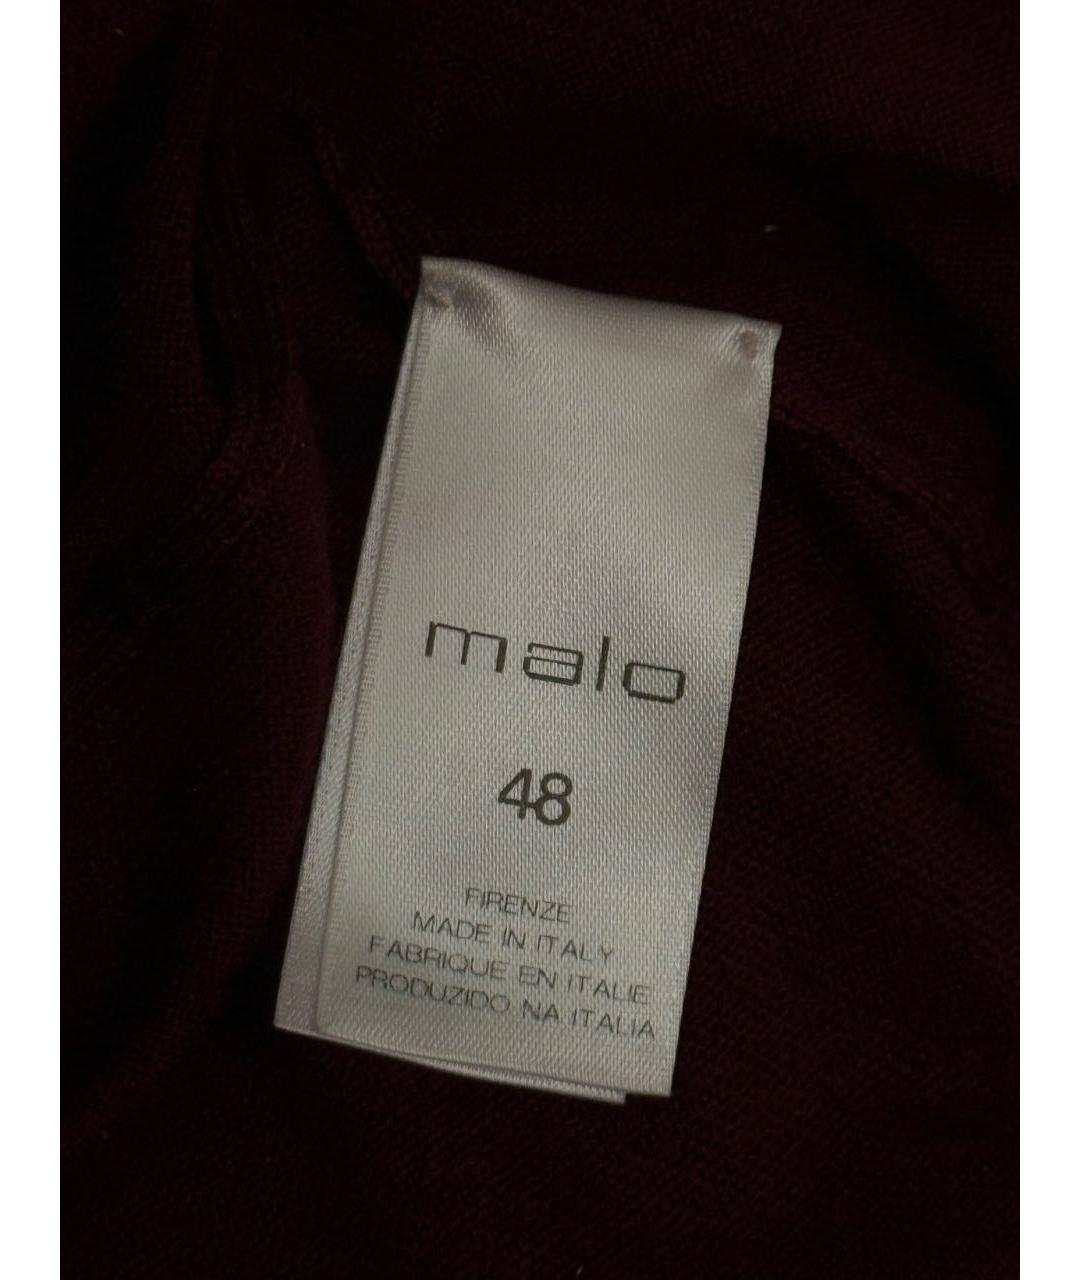 malo
48
FIRENZE
MADE IN ITALY
FABRIQUE EN ITALIE
PRODUZIDO NA ITALIA